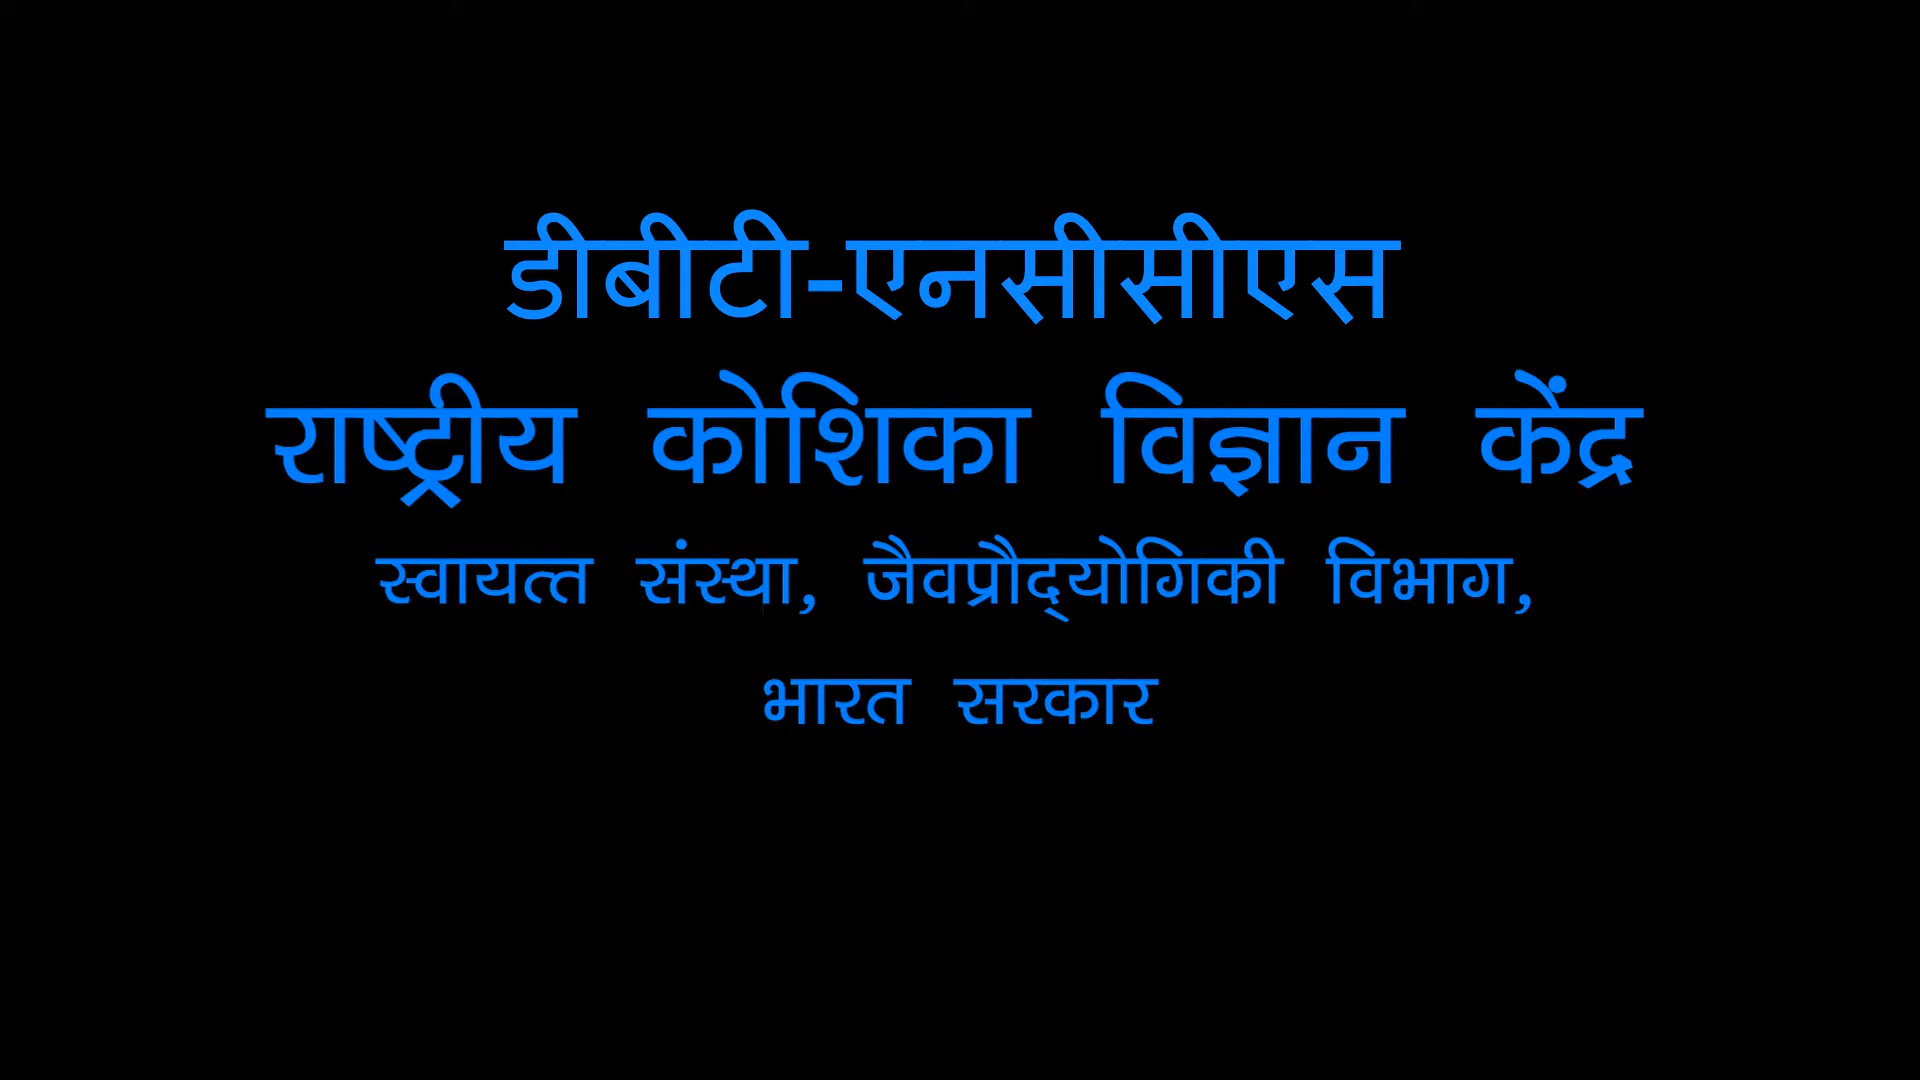 डीबीटी-एनसीसीएस
राष्ट्रीय कोशिका विज्ञान केंद्र
स्वायत्त संस्था, जैवप्रौद्‌योगिकी विभाग,
भारत सरकार